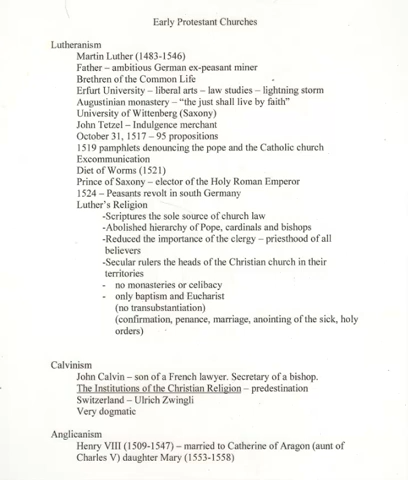 Early Protestant Churches
Lutheranism
Martin Luther (1483-1546)
Father – ambitious German ex-peasant miner
Brethren of the Common Life
Erfurt University – liberal arts – law studies – lightning storm
Augustinian monastery – “the just shall live by faith”
University of Wittenberg (Saxony)
John Tetzel – Indulgence merchant
October 31, 1517 – 95 propositions
1519 pamphlets denouncing the pope and the Catholic church
Excommunication
Diet of Worms (1521)
Prince of Saxony – elector of the Holy Roman Emperor
1524 – Peasants revolt in south Germany
Luther’s Religion
-Scriptures the sole source of church law
-Abolished hierarchy of Pope, cardinals and bishops
-Reduced the importance of the clergy – priesthood of all
believers
-Secular rulers the heads of the Christian church in their
territories
- no monasteries or celibacy
- only baptism and Eucharist
(no transubstantiation)
(confirmation, penance, marriage, anointing of the sick, holy
orders)
Calvinism
John Calvin – son of a French lawyer. Secretary of a bishop.
The Institutions of the Christian Religion – predestination
Switzerland – Ulrich Zwingli
Very dogmatic
Anglicanism
Henry VIII (1509-1547) – married to Catherine of Aragon (aunt of
Charles V) daughter Mary (1553-1558)